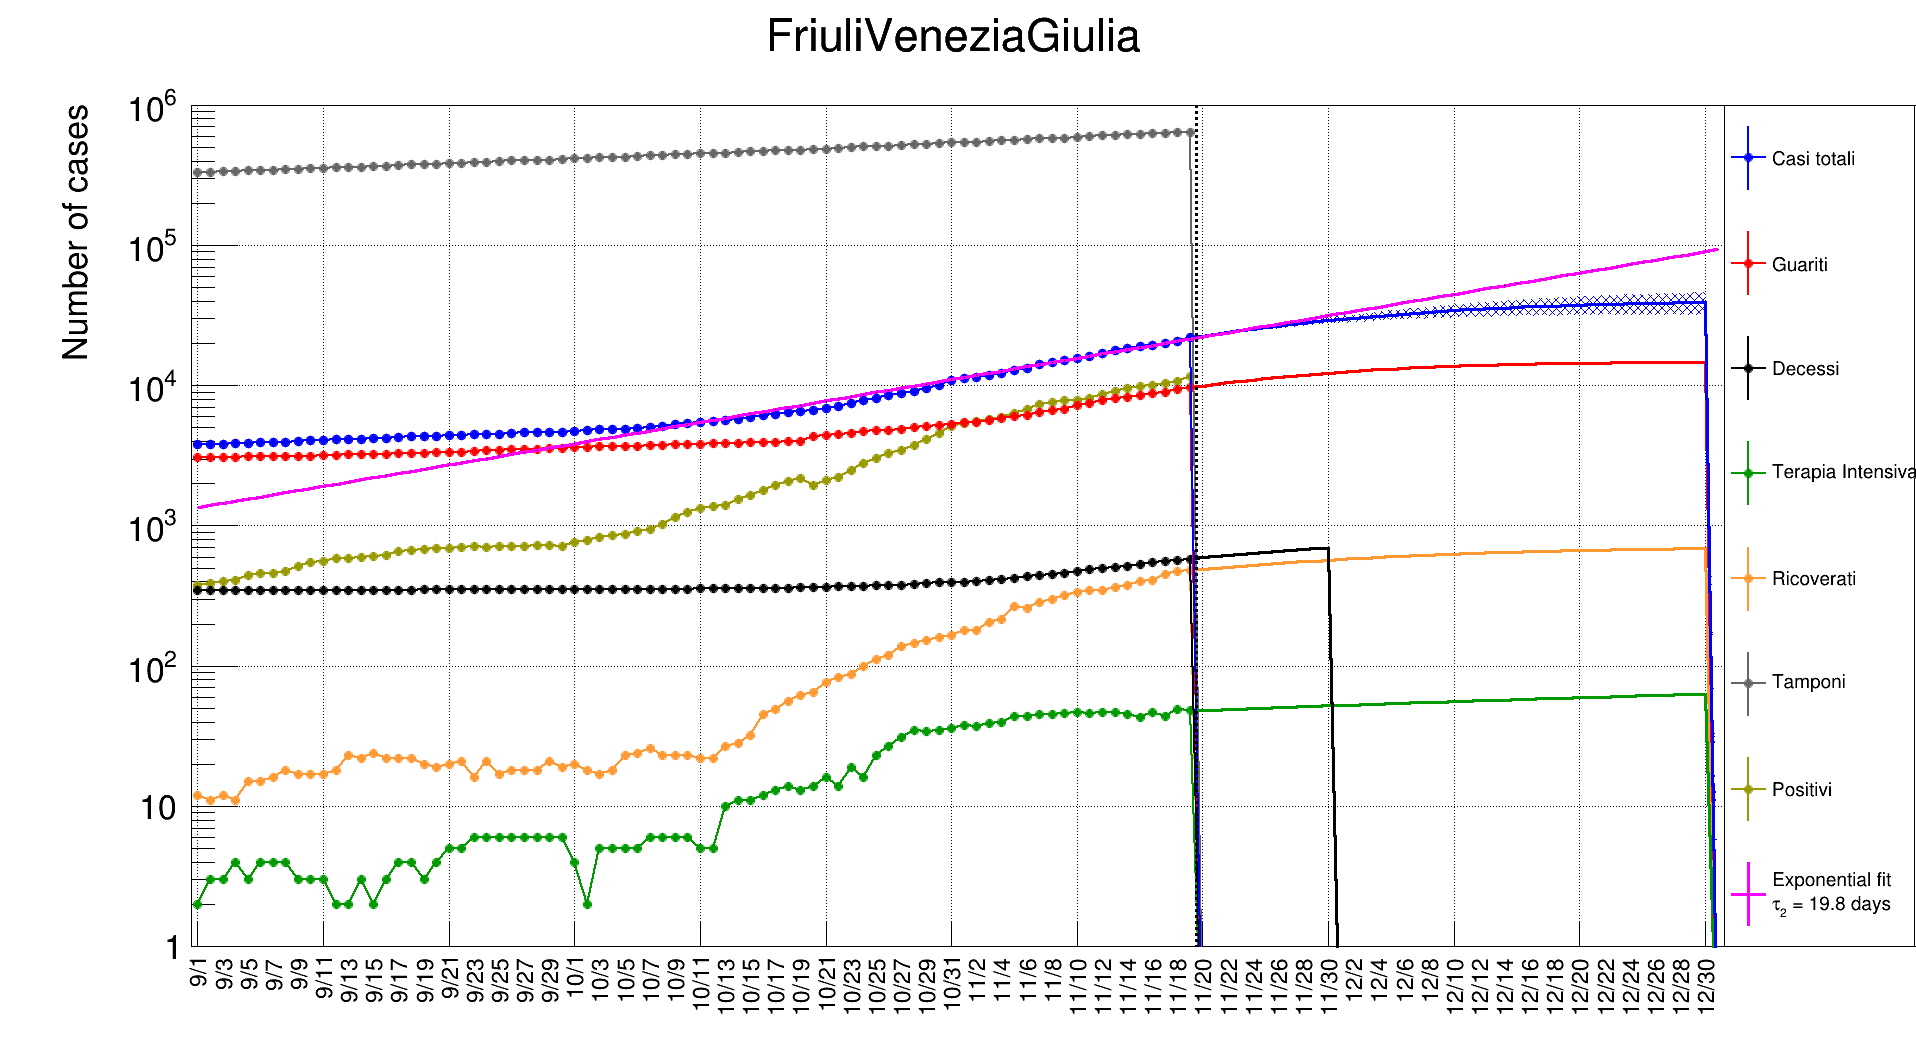 FriuliVeneziaGiulia
Number of cases
10^6
10^5
10^4
10^3
10^2
10
1
9/1 9/3 9/5 9/7 9/9 9/11 9/13 9/15 9/17 9/19 9/21 9/23 9/25 9/27 9/29 10/1 10/3 10/5 10/7 10/9 10/11 10/13 10/15 10/17 10/19 10/21 10/23 10/25 10/27 10/29 10/31 11/2 11/4 11/6 11/8 11/10 11/12 11/14 11/16 11/18 11/20 11/22 11/24 11/26 11/28 11/30 12/2 12/4 12/6 12/8 12/10 12/12 12/14 12/16 12/18 12/20 12/22 12/24 12/26 12/28 12/30
Casi totali
Guariti
Decessi
Terapia Intensiva
Ricoverati
Tamponi
Positivi
Exponential fit
τ_2 = 19.8 days